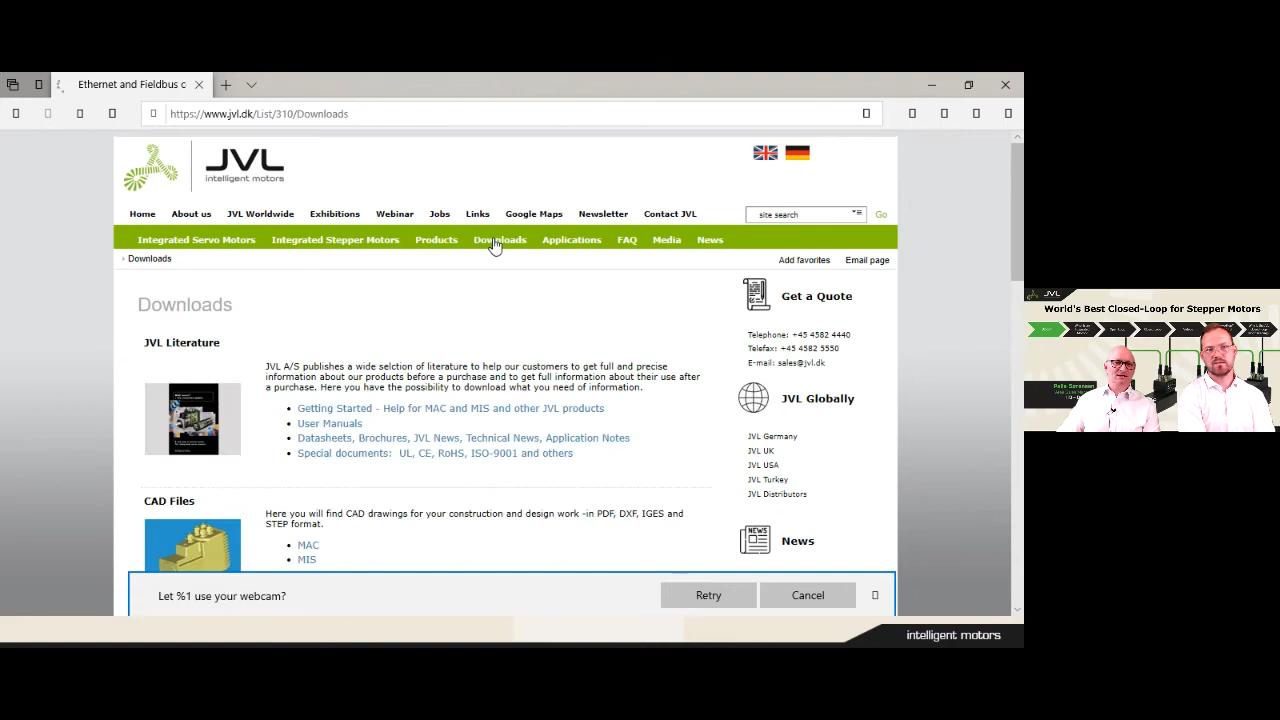 Ethernet and Fieldbus c
https://www.jvl.dk/List/310/Downloads
JVL
intelligent motors
Home About us JVL Worldwide Exhibitions Webinar Jobs Links Google Maps Newsletter Contact JVL
site search Go
Integrated Servo Motors Integrated Stepper Motors Products Downloads Applications FAQ Media News
Downloads
Add favorites Email page
Downloads
JVL Literature
JVL A/S publishes a wide selction of literature to help our customers to get full and precise
information about our products before a purchase and to get full information about their use after
a purchase. Here you have the possibility to download what you need of information.
Getting Started - Help for MAC and MIS and other JVL products
User Manuals
Datasheets, Brochures, JVL News, Technical News, Application Notes
Special documents: UL, CE, RoHS, ISO-9001 and others
CAD Files
Here you will find CAD drawings for your construction and design work -in PDF, DXF, IGES and
STEP format.
MAC
MIS
Get a Quote
Telephone: +45 4582 4440
Telefax: +45 4582 5550
E-mail: sales@jvl.dk
JVL Globally
JVL Germany
JVL UK
JVL USA
JVL Turkey
JVL Distributors
NEWS
News
Let %1 use your webcam?
Retry Cancel
intelligent motors
JVL
World's Best Closed-Loop for Stepper Motors